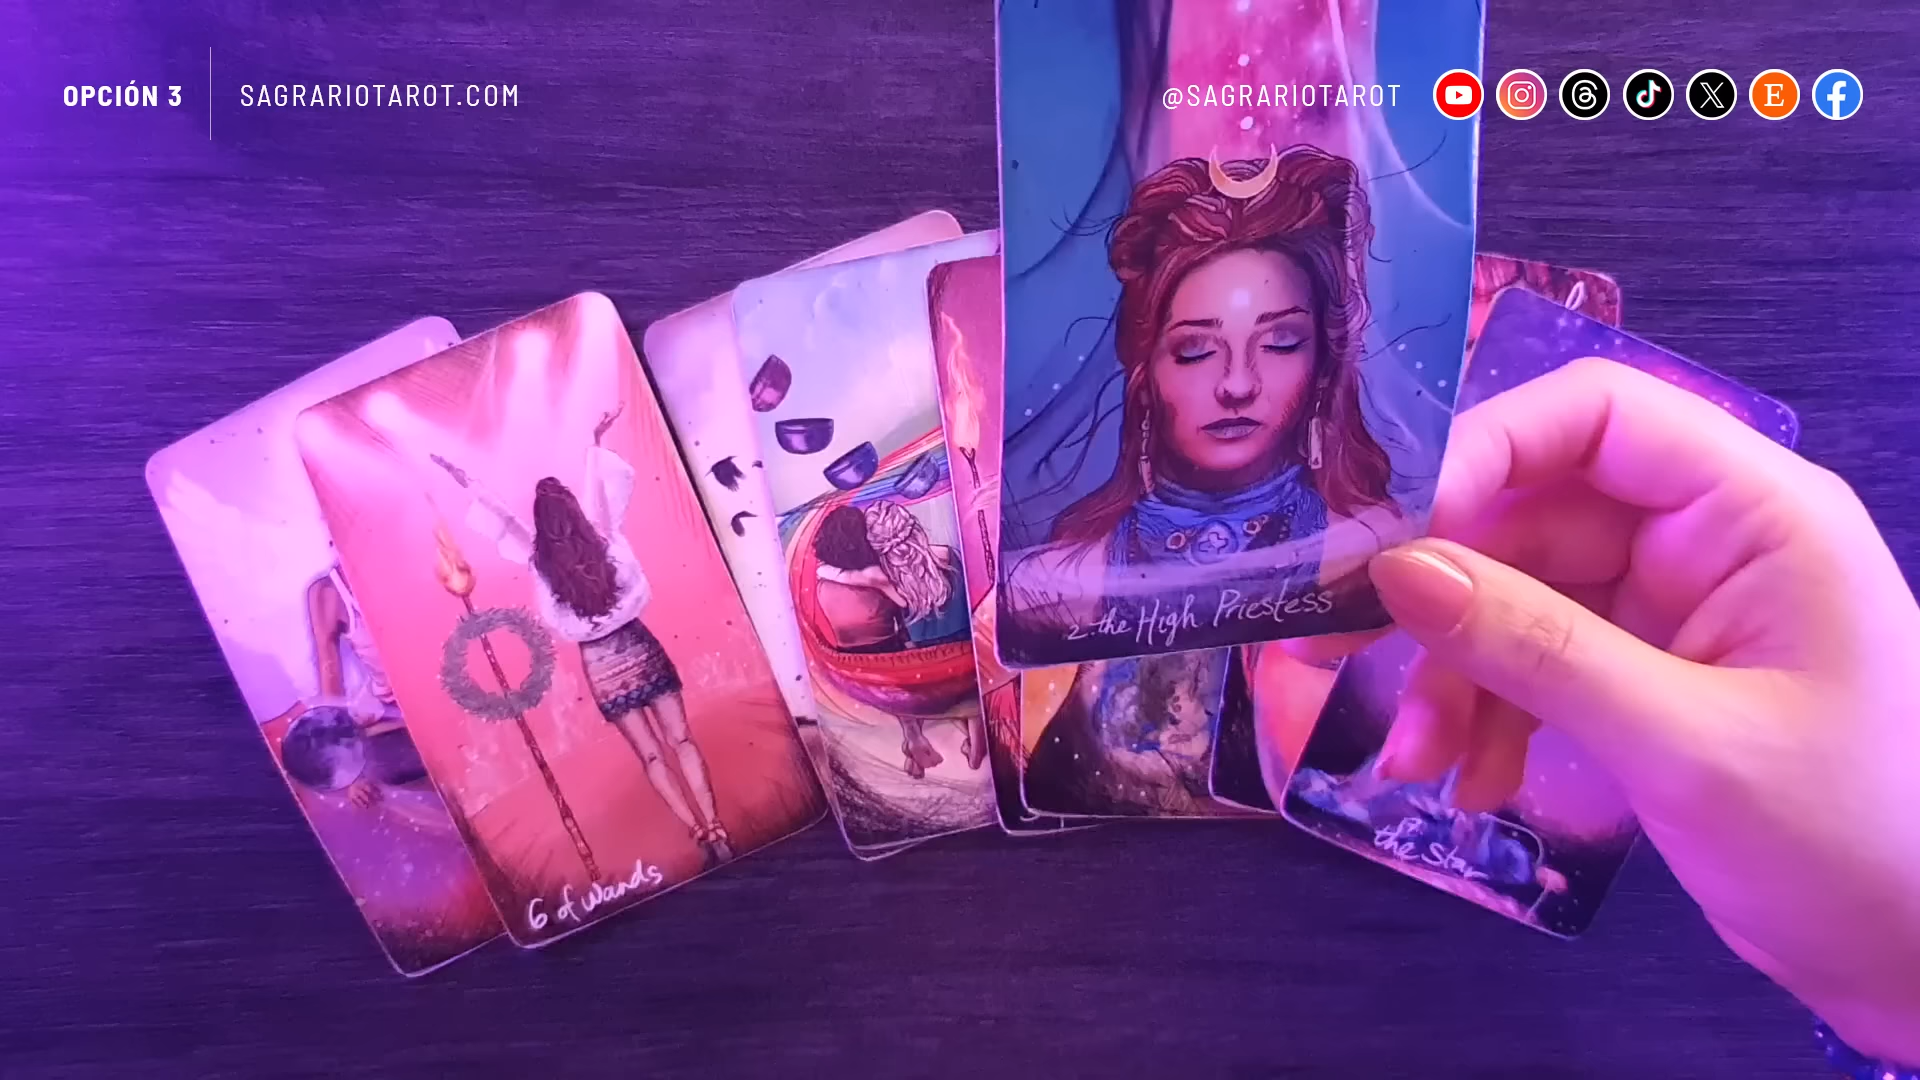 OPCIÓN 3
SAGRARIOTAROT.COM
@SAGRARIOTAROT
2. the High Priestess
6 of Wands
the Star